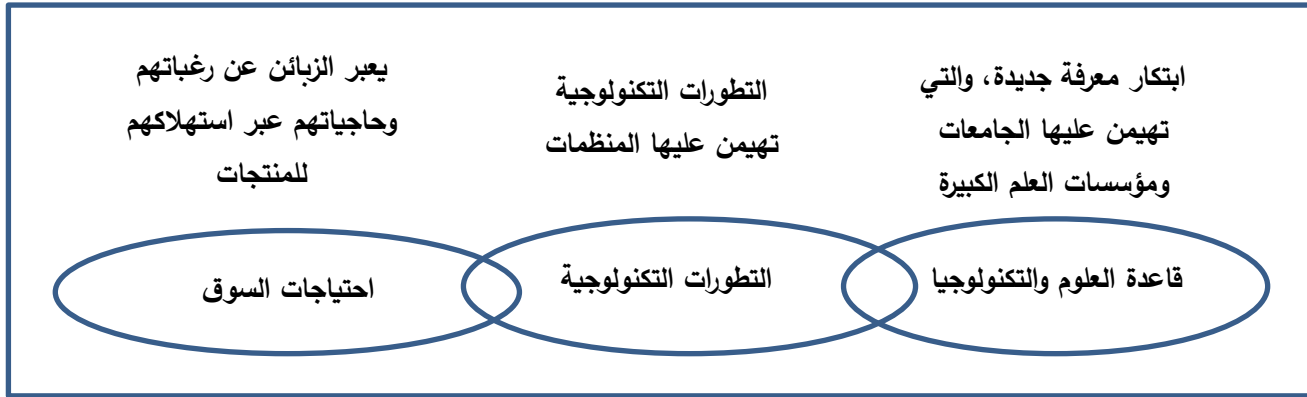 ابتكار معرفة جديدة، والتي
تهيمن عليها الجامعات
ومؤسسات العلم الكبيرة
التطورات التكنولوجية
تهيمن عليها المنظمات
يعبر الزبائن عن رغباتهم
وحاجياتهم عبر استهلاكهم
للمنتجات
قاعدة العلوم والتكنولوجيا
التطورات التكنولوجية
احتياجات السوق